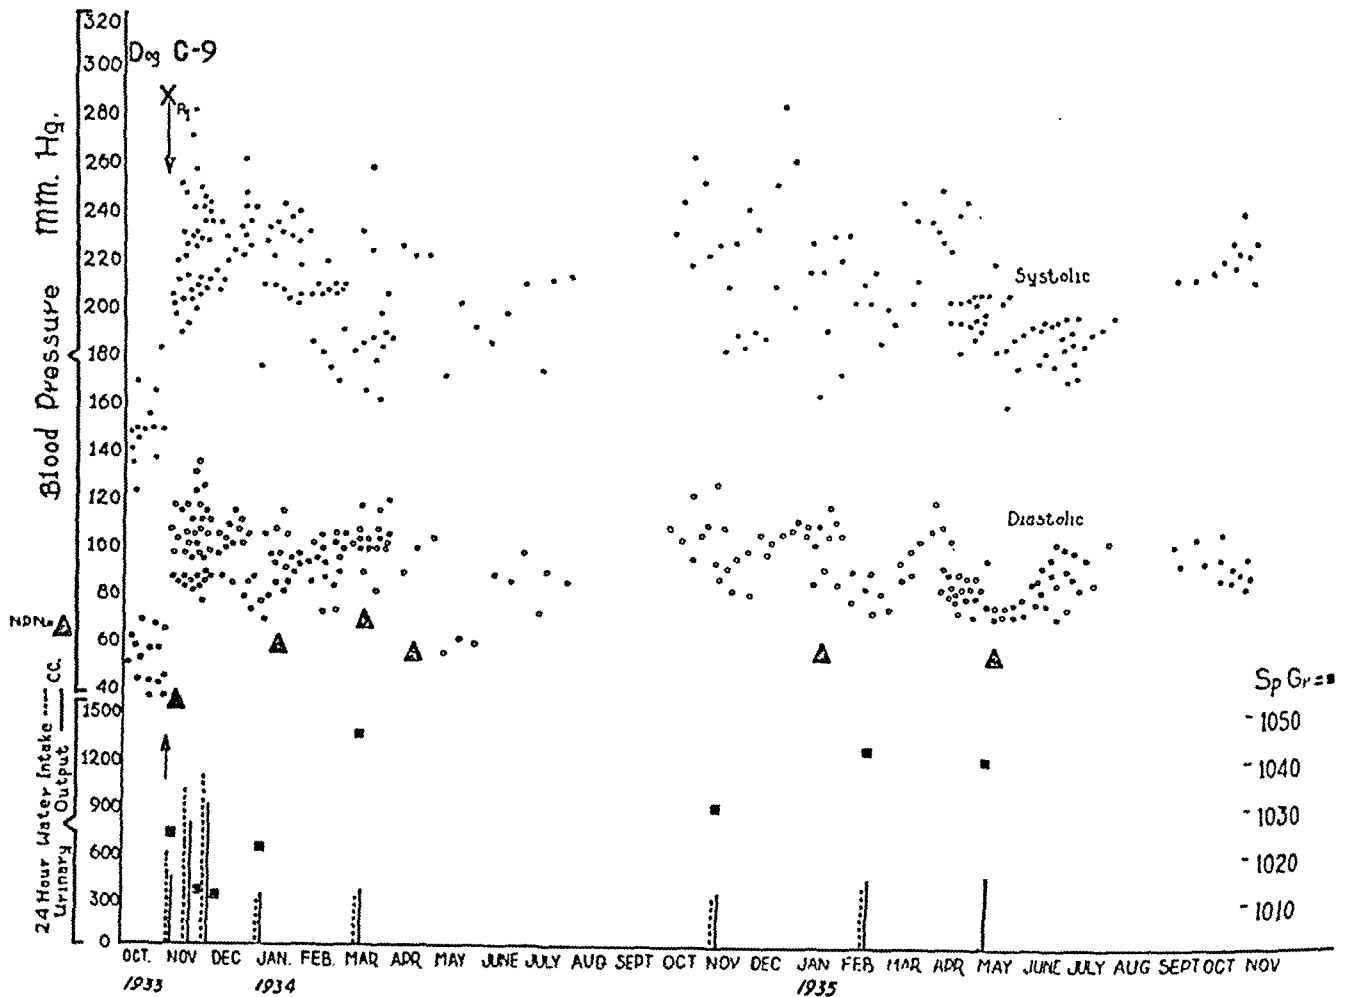 Dog C-9
X
R1
Blood Pressure MM. Hg.
320
300
280
260
240
220
200
180
160
140
120
100
80
60
40
Systolic
Diastolic
NPN=
24 Hour Water Intake ---- CC.
Urinary Output
1500
1200
900
600
300
0
Sp Gr=
1050
1040
1030
1020
1010
OCT. NOV DEC JAN. FEB. MAR APR MAY JUNE JULY AUG SEPT OCT NOV DEC JAN FEB MAR APR MAY JUNE JULY AUG SEPT OCT NOV
1933 1934 1935